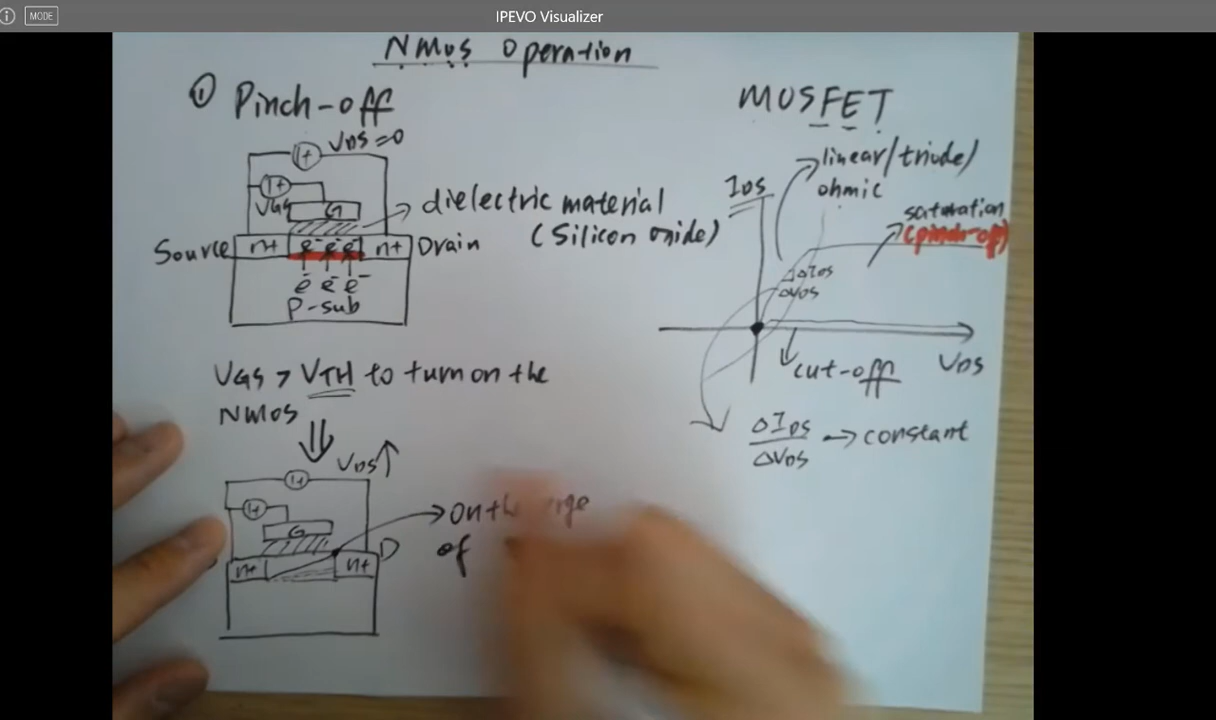 MODE
IPEVO Visualizer
NMOS Operation
① Pinch-off
VDS=0
VGS
G
dielectric material
(Silicon oxide)
Source
n+
e⁻ e⁻ e⁻
n+
Drain
e⁻ e⁻ e⁻
P-sub
VGS > VTH to turn on the
NMOS
VDS↑
G
n+
n+
D
on the
of
MOSFET
linear/triode/
ohmic
IDS
saturation
(pinch-off)
ΔIDS
ΔVDS
cut-off
VDS
ΔIDS
ΔVDS
→ constant